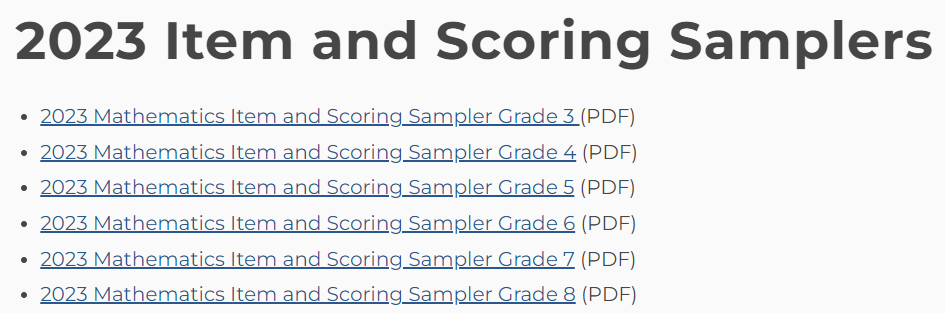 2023 Item and Scoring Samplers
• 2023 Mathematics Item and Scoring Sampler Grade 3 (PDF)
• 2023 Mathematics Item and Scoring Sampler Grade 4 (PDF)
• 2023 Mathematics Item and Scoring Sampler Grade 5 (PDF)
• 2023 Mathematics Item and Scoring Sampler Grade 6 (PDF)
• 2023 Mathematics Item and Scoring Sampler Grade 7 (PDF)
• 2023 Mathematics Item and Scoring Sampler Grade 8 (PDF)